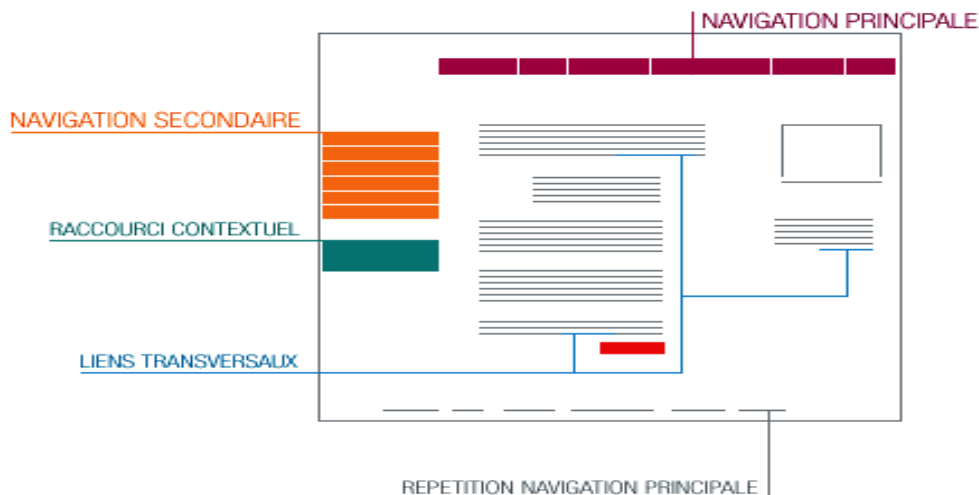 NAVIGATION PRINCIPALE
NAVIGATION SECONDAIRE
RACCOURCI CONTEXTUEL
LIENS TRANSVERSAUX
REPETITION NAVIGATION PRINCIPALE